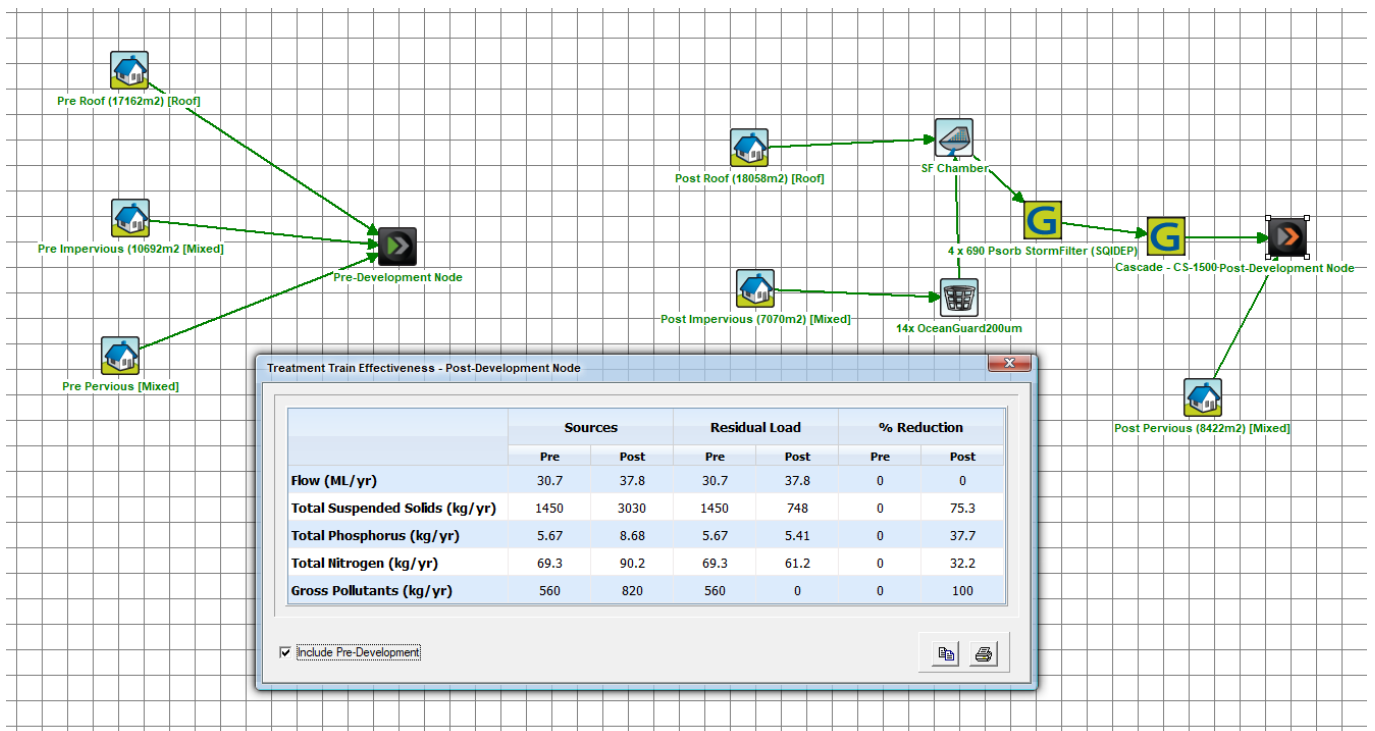 Pre Roof (17162m2) [Roof]
Post Roof (18058m2) [Roof]
SF Chamber
Pre Impervious (10692m2 [Mixed]
4 x 690 Psorb StormFilter (SQIDEP)
Cascade - CS-1500
Post-Development Node
Pre-Development Node
Post Impervious (7070m2) [Mixed]
14x OceanGuard200um
Pre Pervious [Mixed]
Post Pervious (8422m2) [Mixed]
Treatment Train Effectiveness - Post-Development Node
Sources Residual Load % Reduction
Pre Post Pre Post Pre Post
Flow (ML/yr) 30.7 37.8 30.7 37.8 0 0
Total Suspended Solids (kg/yr) 1450 3030 1450 748 0 75.3
Total Phosphorus (kg/yr) 5.67 8.68 5.67 5.41 0 37.7
Total Nitrogen (kg/yr) 69.3 90.2 69.3 61.2 0 32.2
Gross Pollutants (kg/yr) 560 820 560 0 0 100
Include Pre-Development